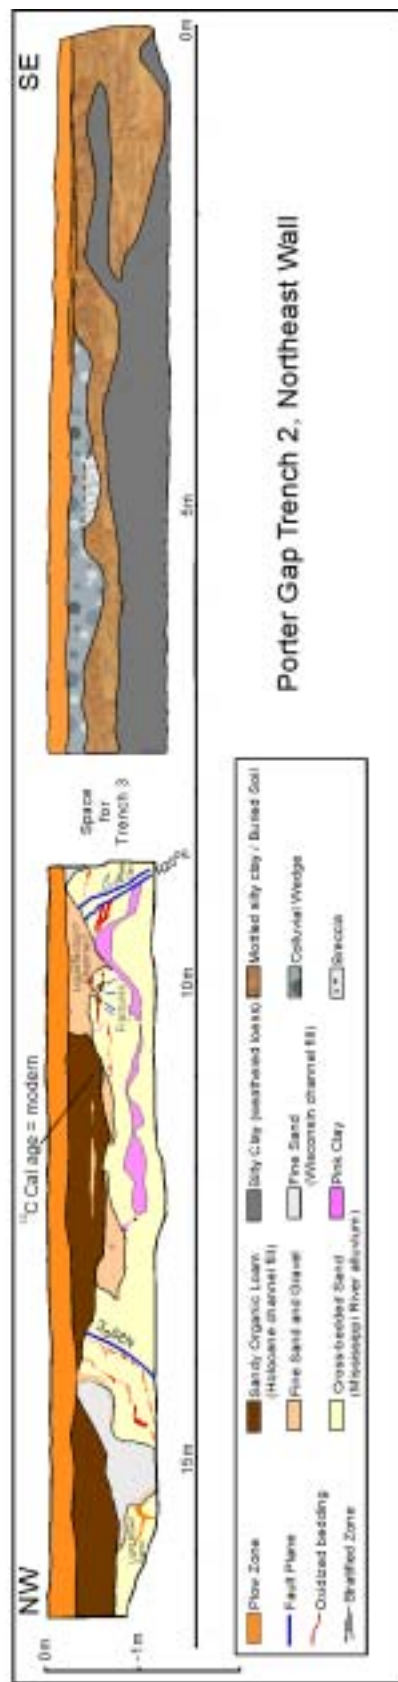 NW
SE
0m
-1m
15m
10m
5m
0m
14C Cal age = modern
Space
for
Trench 3
Fractures
Porter Gap Trench 2, Northeast Wall
Plow Zone
Fault Plane
Oxidized bedding
Stratified Zone
Sandy Organic Loam
(Holocene channel fill)
Fine Sand and Gravel
Cross-bedded Sand
(Mississippi River alluvium)
Silty Clay (weathered loess)
Fine Sand
(Wisconsin channel fill)
Pink Clay
Mottled silty clay / Buried Soil
Colluvial Wedge
Breccia